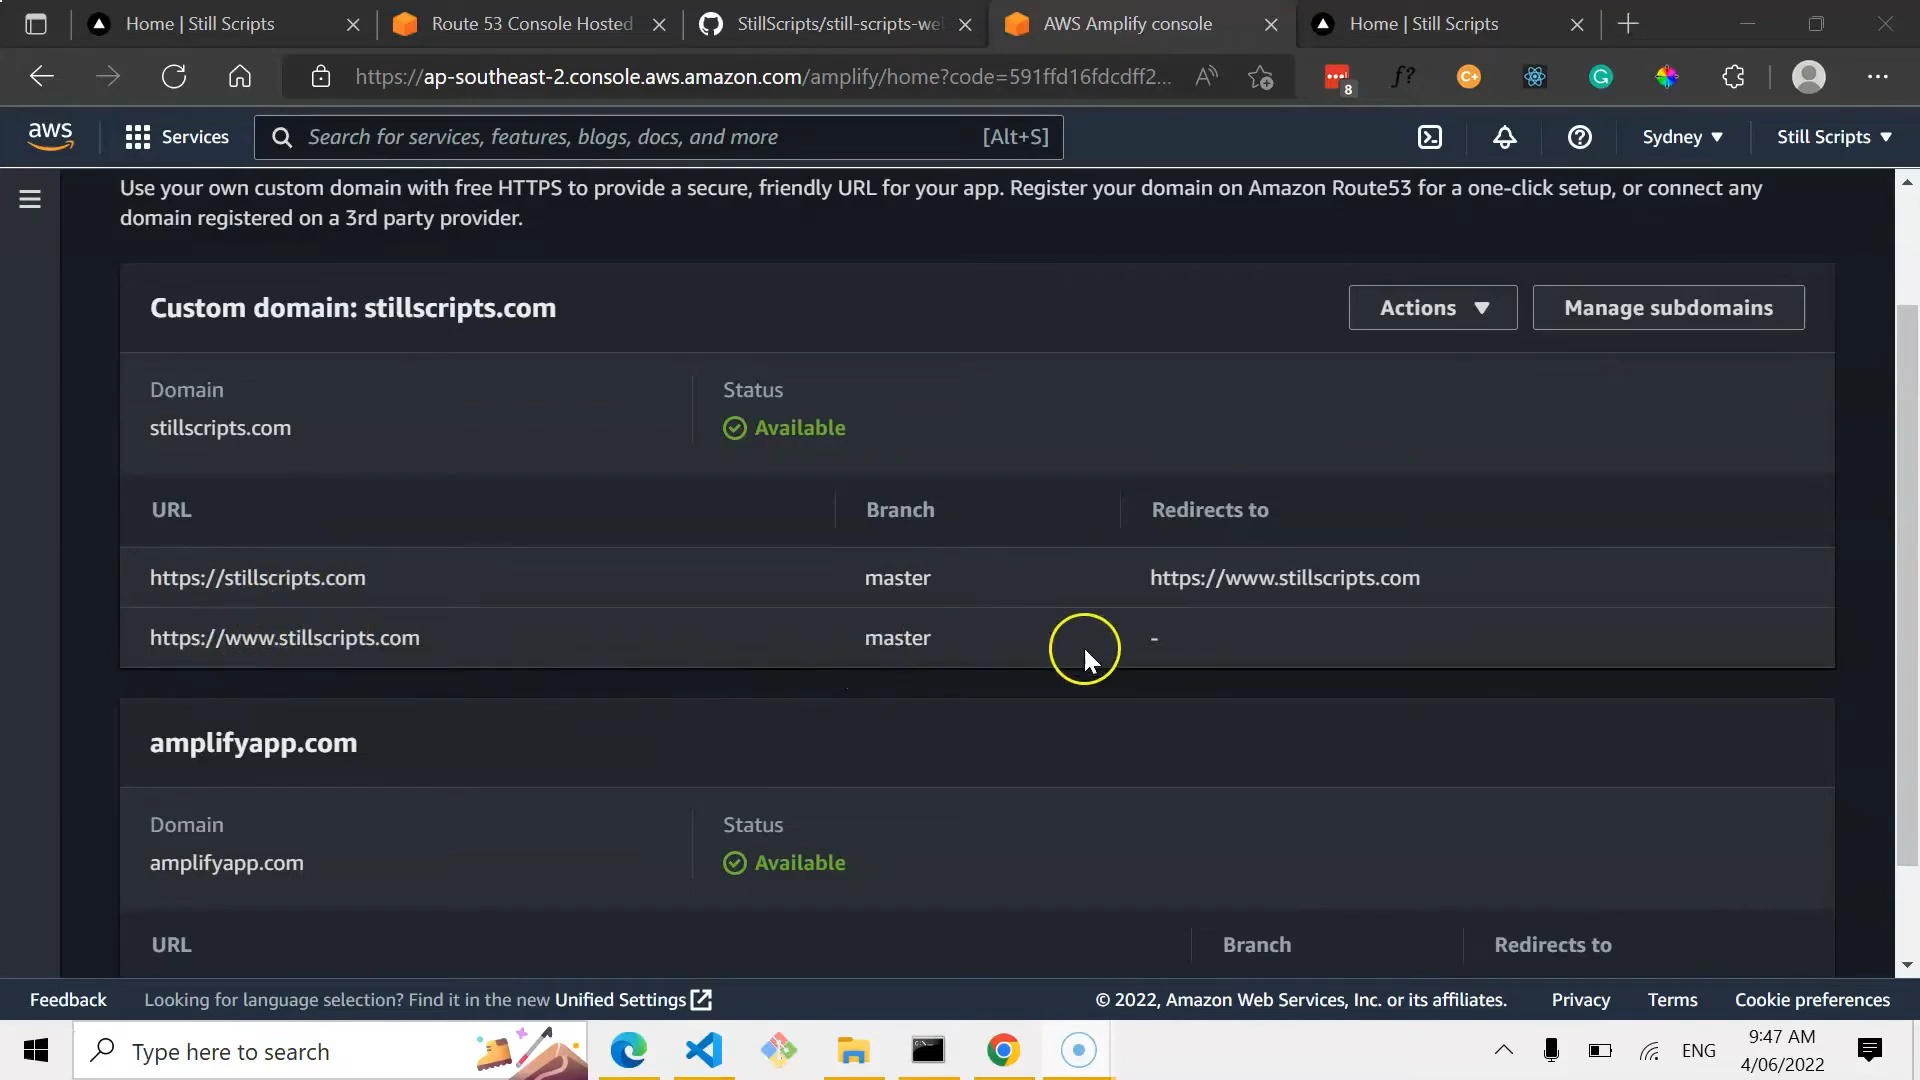 Home | Still Scripts
Route 53 Console Hosted
StillScripts/still-scripts-we
AWS Amplify console
Home | Still Scripts
https://ap-southeast-2.console.aws.amazon.com/amplify/home?code=591ffd16fdcdff2...
8
f?
C+
aws
Services
Search for services, features, blogs, docs, and more
[Alt+S]
Sydney
Still Scripts
Use your own custom domain with free HTTPS to provide a secure, friendly URL for your app. Register your domain on Amazon Route53 for a one-click setup, or connect any
domain registered on a 3rd party provider.
Custom domain: stillscripts.com
Actions
Manage subdomains
Domain
Status
stillscripts.com
Available
URL
Branch
Redirects to
https://stillscripts.com
master
https://www.stillscripts.com
https://www.stillscripts.com
master
-
amplifyapp.com
Domain
Status
amplifyapp.com
Available
URL
Branch
Redirects to
Feedback
Looking for language selection? Find it in the new Unified Settings
© 2022, Amazon Web Services, Inc. or its affiliates.
Privacy
Terms
Cookie preferences
Type here to search
ENG
9:47 AM
4/06/2022